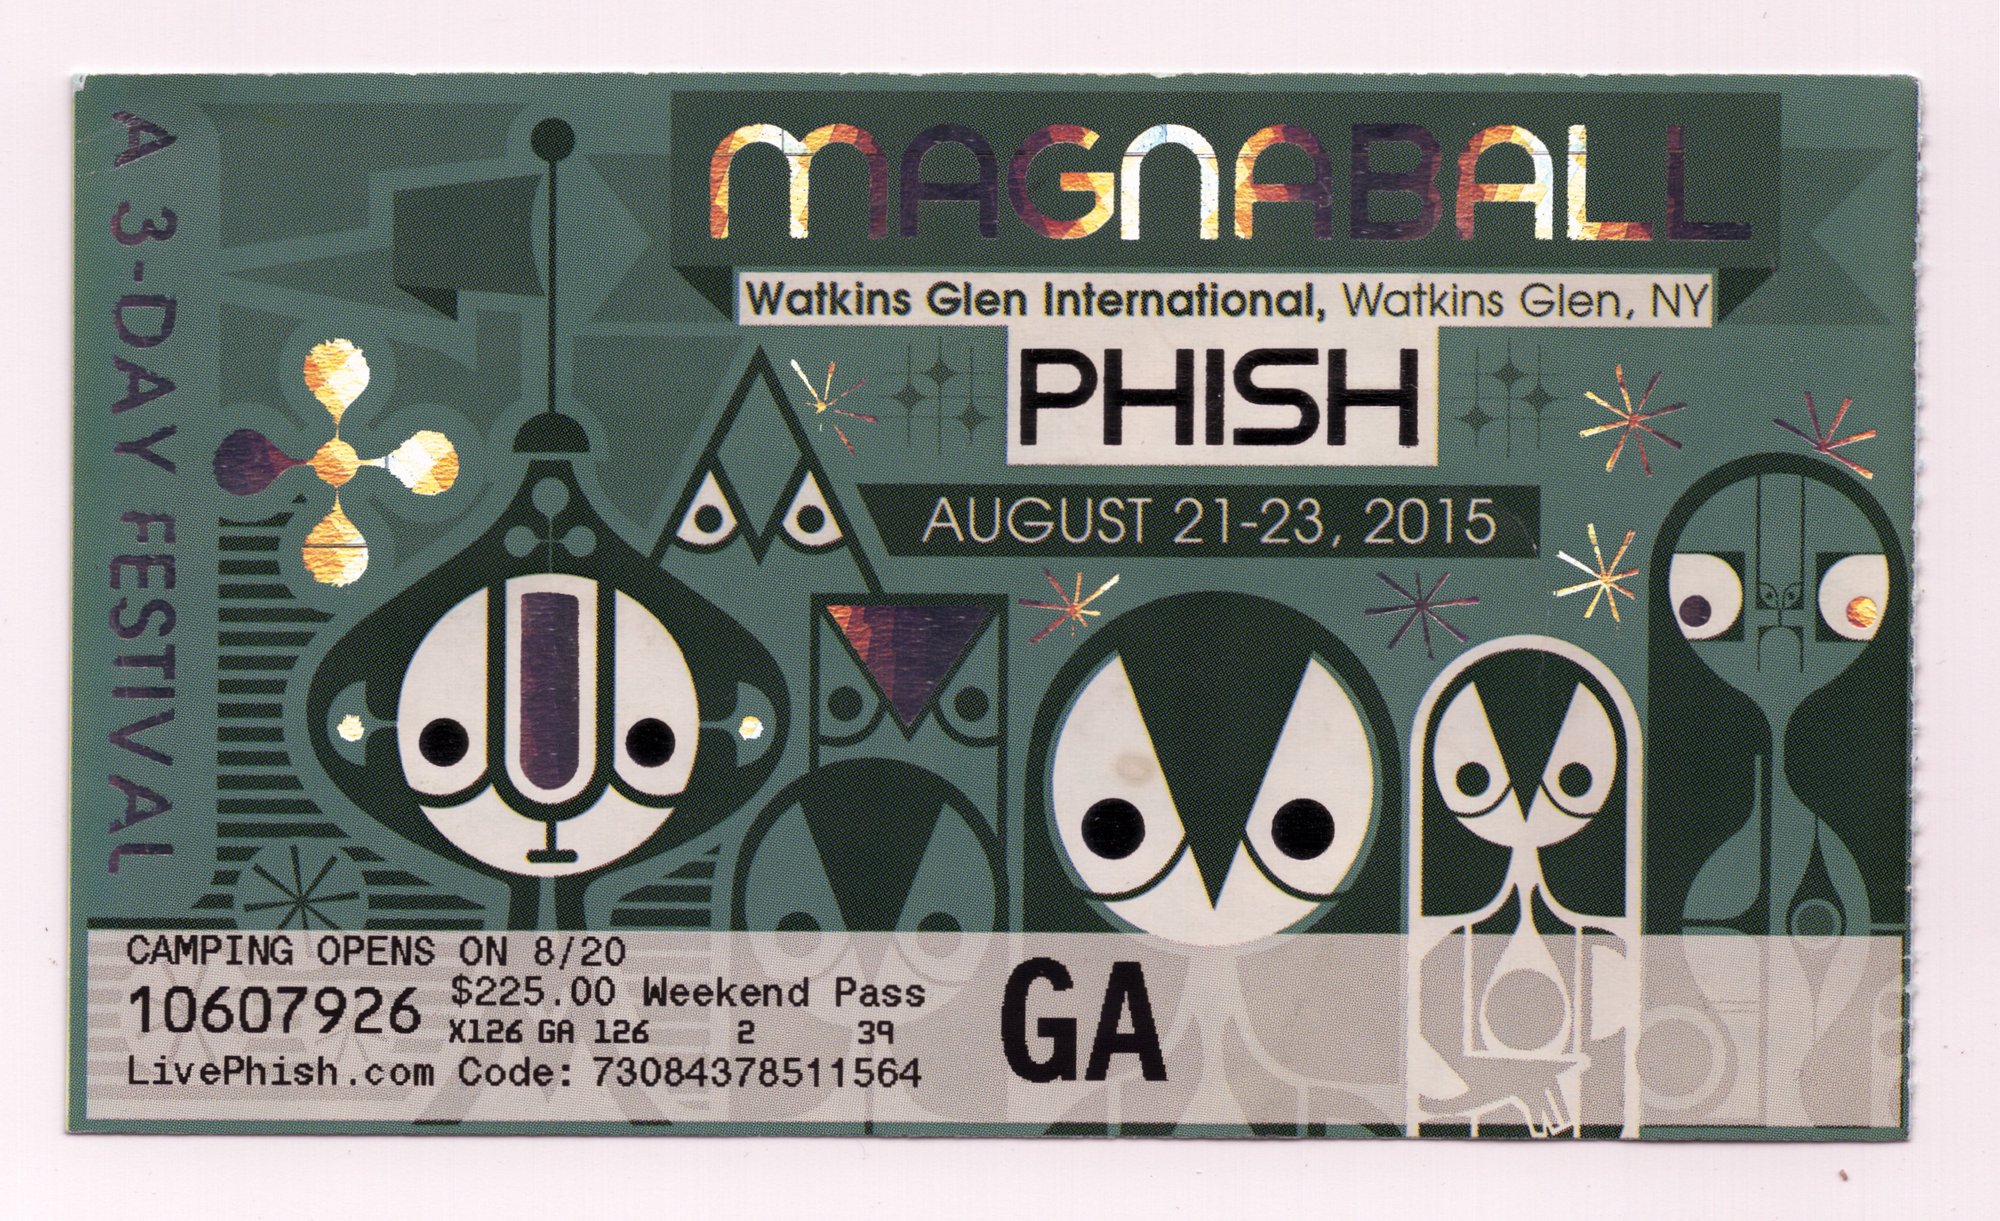 A 3-DAY FESTIVAL
MAGNABALL
Watkins Glen International, Watkins Glen, NY
PHISH
AUGUST 21-23, 2015
CAMPING OPENS ON 8/20
10607926 $225.00 Weekend Pass
X126 GA 126 2 39
LivePhish.com Code: 73084378511564
GA